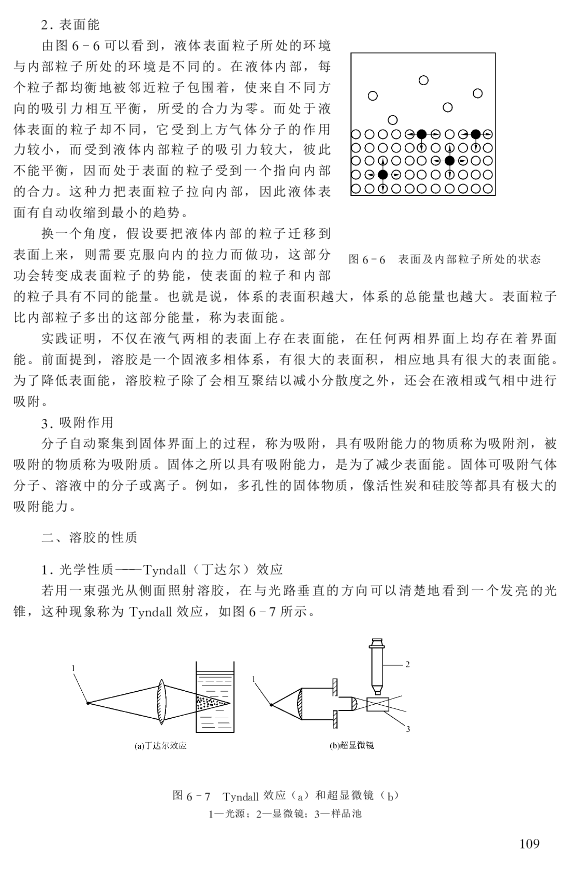 2. 表面能
由图 6-6 可以看到，液体表面粒子所处的环境
与内部粒子所处的环境是不同的。在液体内部，每
个粒子都均衡地被邻近粒子包围着，使来自不同方
向的吸引力相互平衡，所受的合力为零。而处于液
体表面的粒子却不同，它受到上方气体分子的作用
力较小，而受到液体内部粒子的吸引力较大，彼此
不能平衡，因而处于表面的粒子受到一个指向内部
的合力。这种力把表面粒子拉向内部，因此液体表
面有自动收缩到最小的趋势。
换一个角度，假设要把液体内部的粒子迁移到
表面上来，则需要克服向内的拉力而做功，这部分
功会转变成表面粒子的势能，使表面的粒子和内部
图 6-6 表面及内部粒子所处的状态
的粒子具有不同的能量。也就是说，体系的表面积越大，体系的总能量也越大。表面粒子
比内部粒子多出的这部分能量，称为表面能。
实践证明，不仅在液气两相的表面上存在表面能，在任何两相界面上均存在着界面
能。前面提到，溶胶是一个固液多相体系，有很大的表面积，相应地具有很大的表面能。
为了降低表面能，溶胶粒子除了会相互聚结以减小分散度之外，还会在液相或气相中进行
吸附。
3. 吸附作用
分子自动聚集到固体界面上的过程，称为吸附，具有吸附能力的物质称为吸附剂，被
吸附的物质称为吸附质。固体之所以具有吸附能力，是为了减少表面能。固体可吸附气体
分子、溶液中的分子或离子。例如，多孔性的固体物质，像活性炭和硅胶等都具有极大的
吸附能力。
二、溶胶的性质
1. 光学性质——Tyndall（丁达尔）效应
若用一束强光从侧面照射溶胶，在与光路垂直的方向可以清楚地看到一个发亮的光
锥，这种现象称为 Tyndall 效应，如图 6-7 所示。
1
1
2
3
(a)丁达尔效应
(b)超显微镜
图 6-7 Tyndall 效应（a）和超显微镜（b）
1—光源；2—显微镜；3—样品池
109